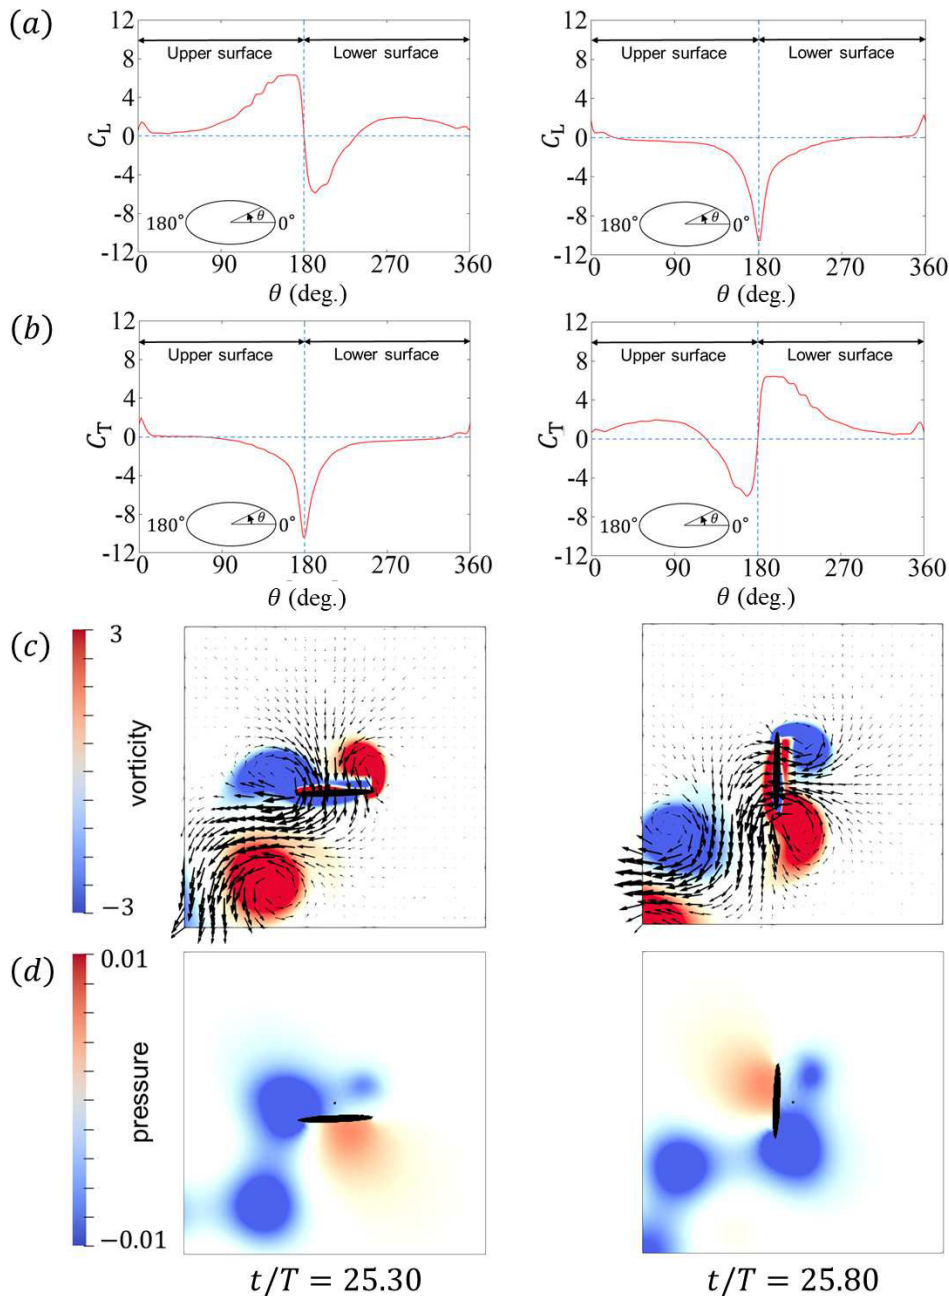 (a)
12
8
4
0
-4
-8
-12
C_L
Upper surface
Lower surface
180°
θ
0°
0 90 180 270 360
θ (deg.)
12
8
4
0
-4
-8
-12
C_L
Upper surface
Lower surface
180°
θ
0°
0 90 180 270 360
θ (deg.)
(b)
12
8
4
0
-4
-8
-12
C_T
Upper surface
Lower surface
180°
θ
0°
0 90 180 270 360
θ (deg.)
12
8
4
0
-4
-8
-12
C_T
Upper surface
Lower surface
180°
θ
0°
0 90 180 270 360
θ (deg.)
(c)
3
vorticity
−3
(d)
0.01
pressure
−0.01
t/T = 25.30
t/T = 25.80